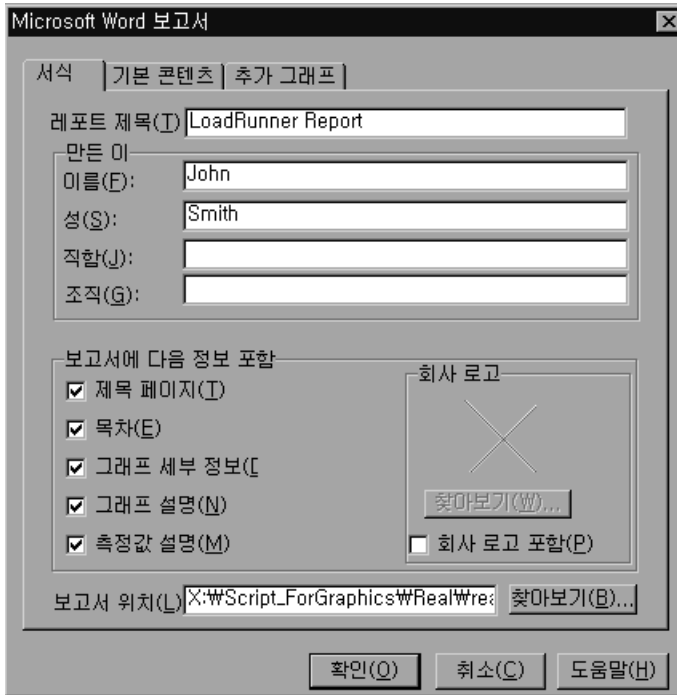 Microsoft Word 보고서
서식 기본 콘텐츠 추가 그래프
레포트 제목(T) LoadRunner Report
만든 이
이름(F): John
성(S): Smith
직함(J):
조직(G):
보고서에 다음 정보 포함
제목 페이지(T)
목차(E)
그래프 세부 정보([
그래프 설명(N)
측정값 설명(M)
회사 로고
찾아보기(W)...
회사 로고 포함(P)
보고서 위치(L) X:₩Script_ForGraphics₩Real₩rea 찾아보기(B)...
확인(O) 취소(C) 도움말(H)